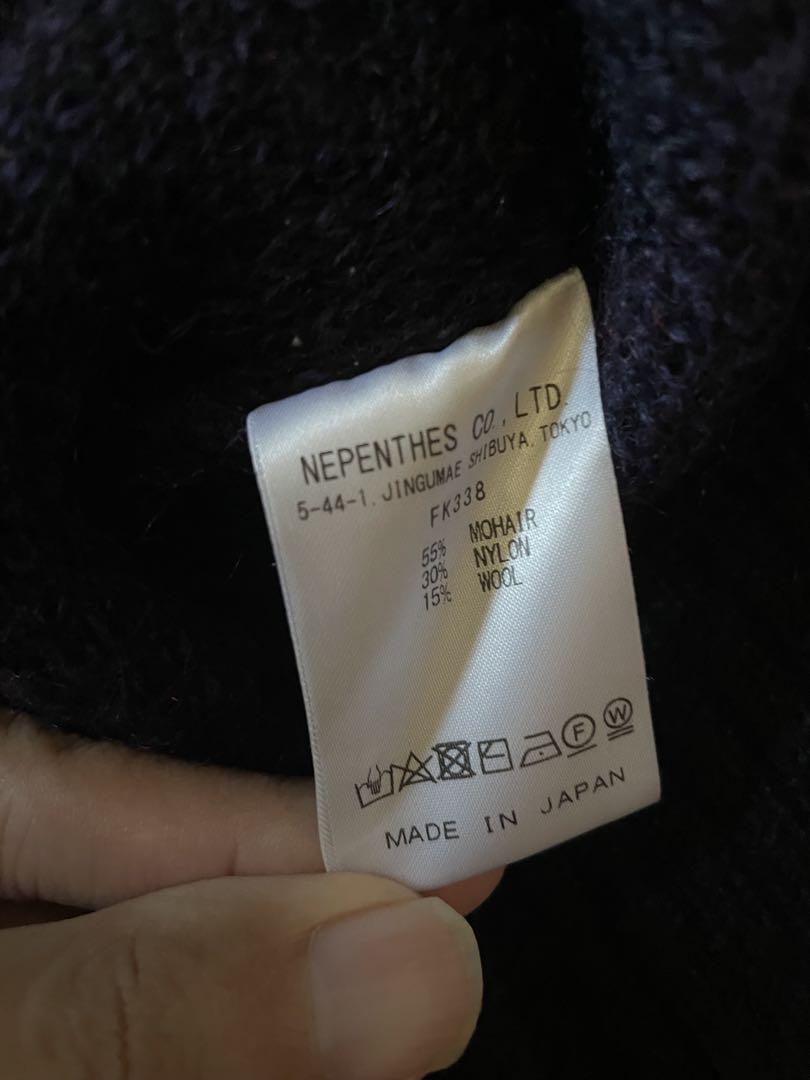 NEPENTHES CO., LTD.
5-44-1, JINGUMAE SHIBUYA, TOKYO
FK338
55% MOHAIR
30% NYLON
15% WOOL
F W
MADE IN JAPAN